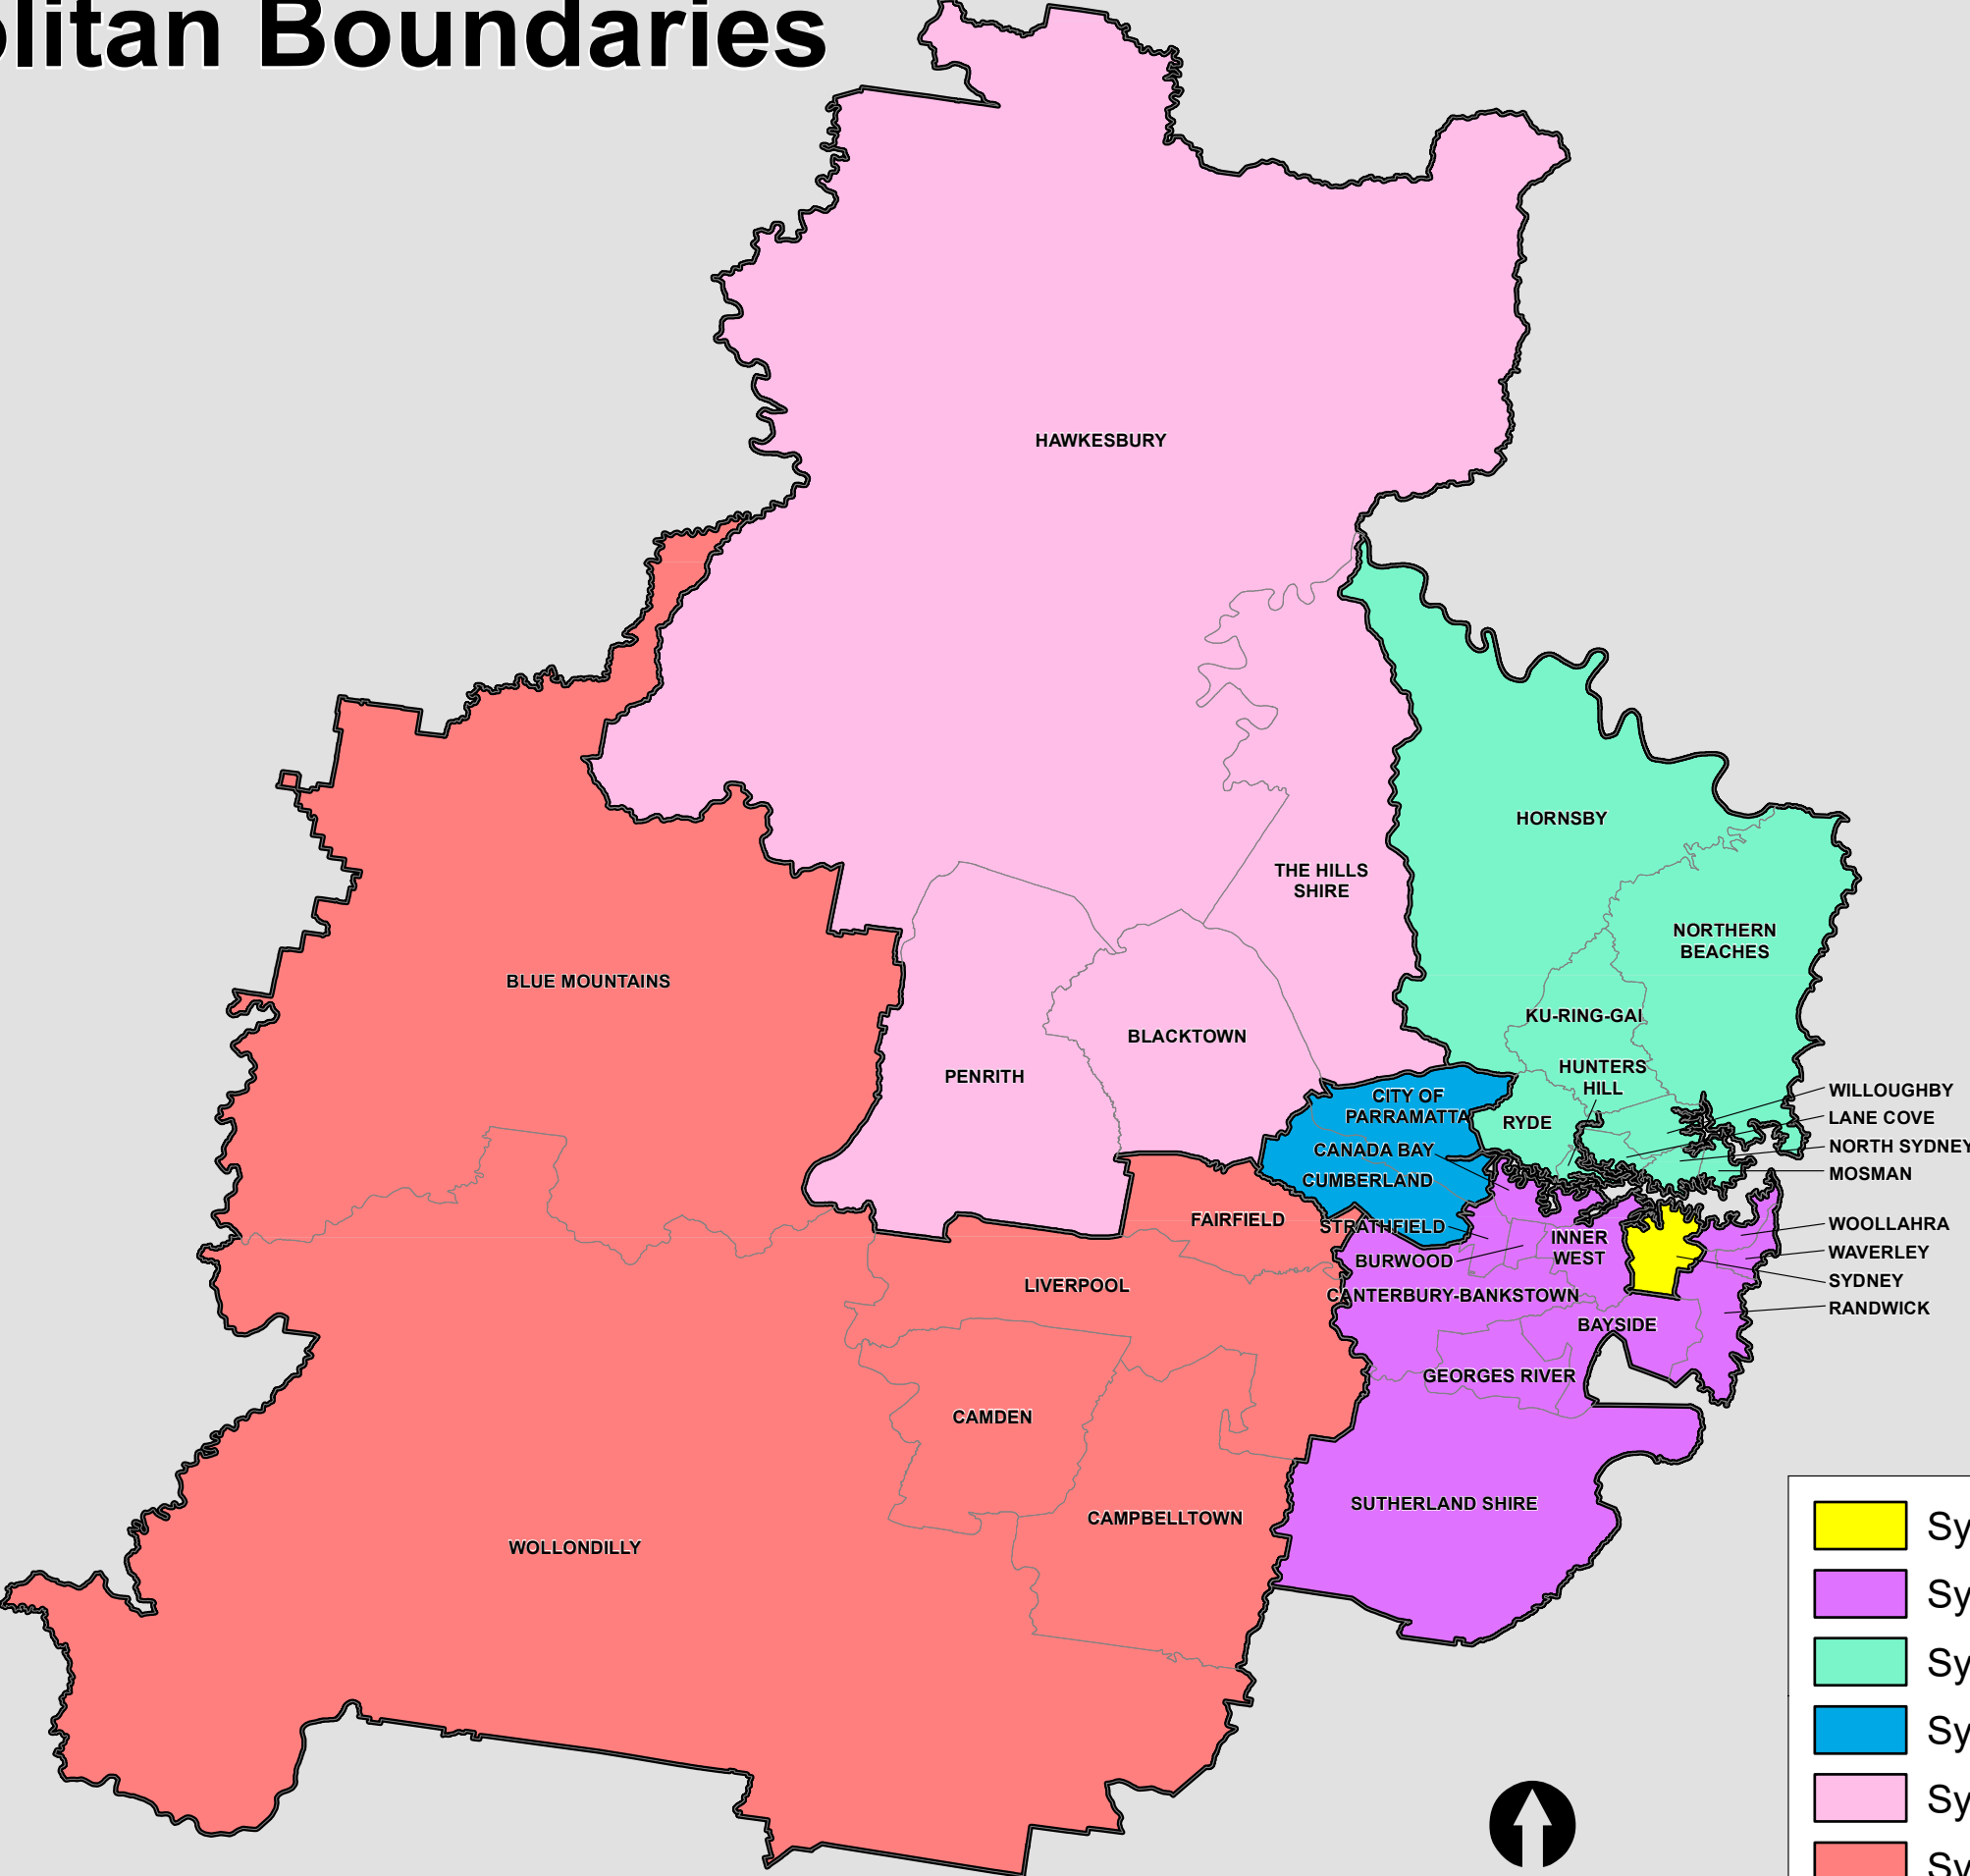 olitan Boundaries
HAWKESBURY
HORNSBY
THE HILLS
SHIRE
NORTHERN
BEACHES
BLUE MOUNTAINS
KU-RING-GAI
BLACKTOWN
HUNTERS
HILL
PENRITH
WILLOUGHBY
CITY OF
PARRAMATTA
LANE COVE
RYDE
NORTH SYDNEY
CANADA BAY
MOSMAN
CUMBERLAND
FAIRFIELD
STRATHFIELD
WOOLLAHRA
INNER
WEST
WAVERLEY
BURWOOD
SYDNEY
LIVERPOOL
CANTERBURY-BANKSTOWN
RANDWICK
BAYSIDE
GEORGES RIVER
CAMDEN
SUTHERLAND SHIRE
CAMPBELLTOWN
WOLLONDILLY
Sy
Sy
Sy
Sy
Sy
Sy